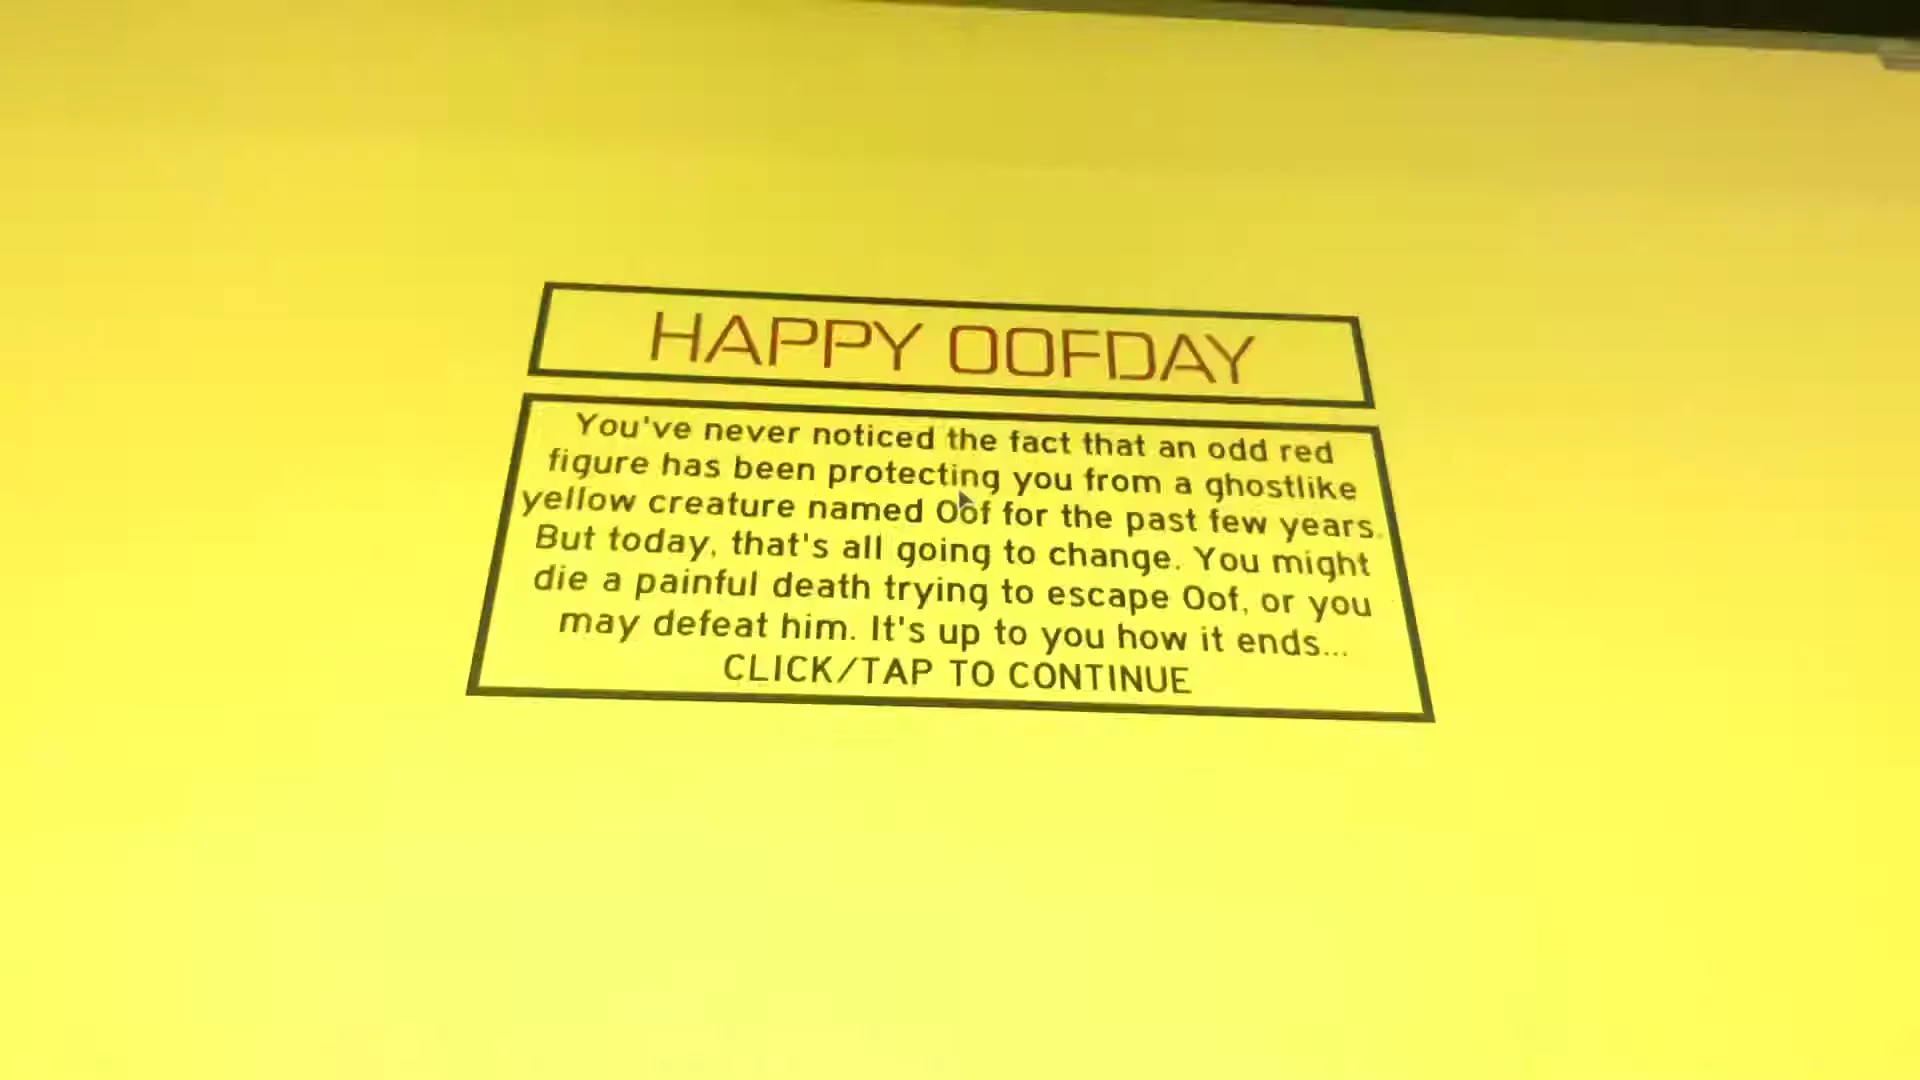 HAPPY OOFDAY
You've never noticed the fact that an odd red
figure has been protecting you from a ghostlike
yellow creature named Oof for the past few years.
But today, that's all going to change. You might
die a painful death trying to escape Oof, or you
may defeat him. It's up to you how it ends...
CLICK/TAP TO CONTINUE